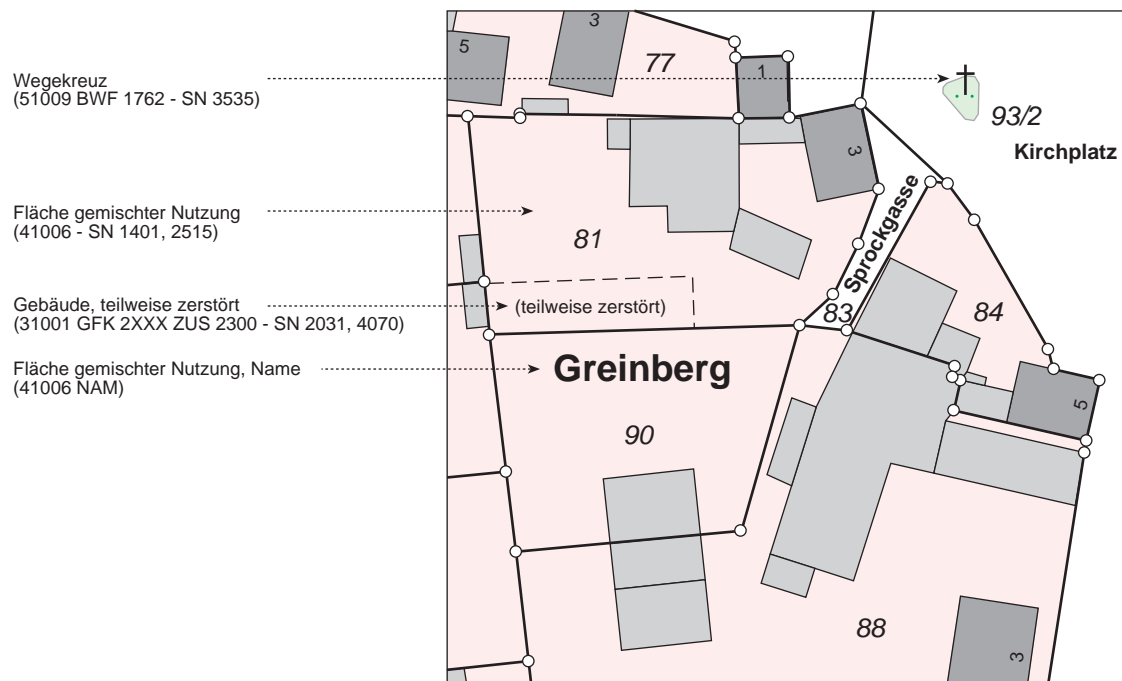 Wegekreuz
(51009 BWF 1762 - SN 3535)
Fläche gemischter Nutzung
(41006 - SN 1401, 2515)
Gebäude, teilweise zerstört
(31001 GFK 2XXX ZUS 2300 - SN 2031, 4070)
Fläche gemischter Nutzung, Name
(41006 NAM)
5
3
77
1
93/2
Kirchplatz
3
Sprockgasse
81
(teilweise zerstört)
83
84
Greinberg
5
90
88
3